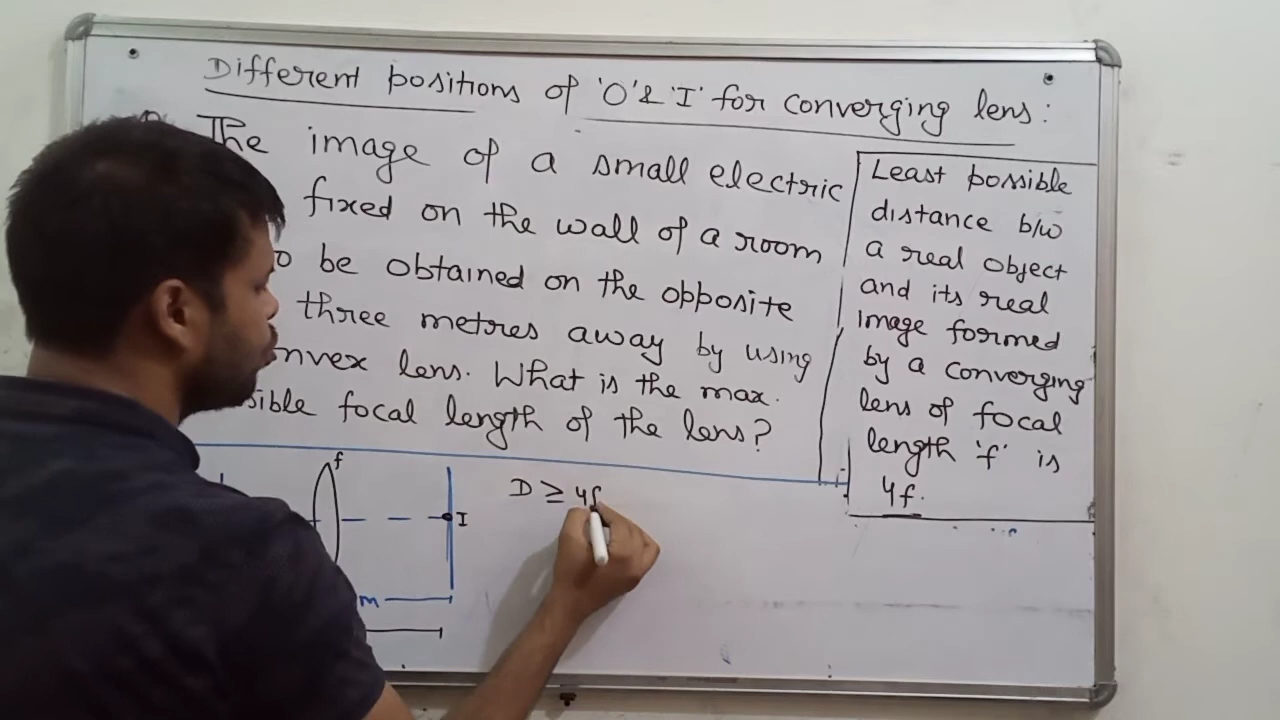 Different positions of 'O' & 'I' for converging lens:
The image of a small electric
fixed on the wall of a room
be obtained on the opposite
three metres away by using
lens. What is the max.
focal length of the lens?
Least possible
distance b/w
a real object
and its real
image formed
by a converging
lens of focal
length 'f' is
4f.
f
I
m
D ≥ 4f